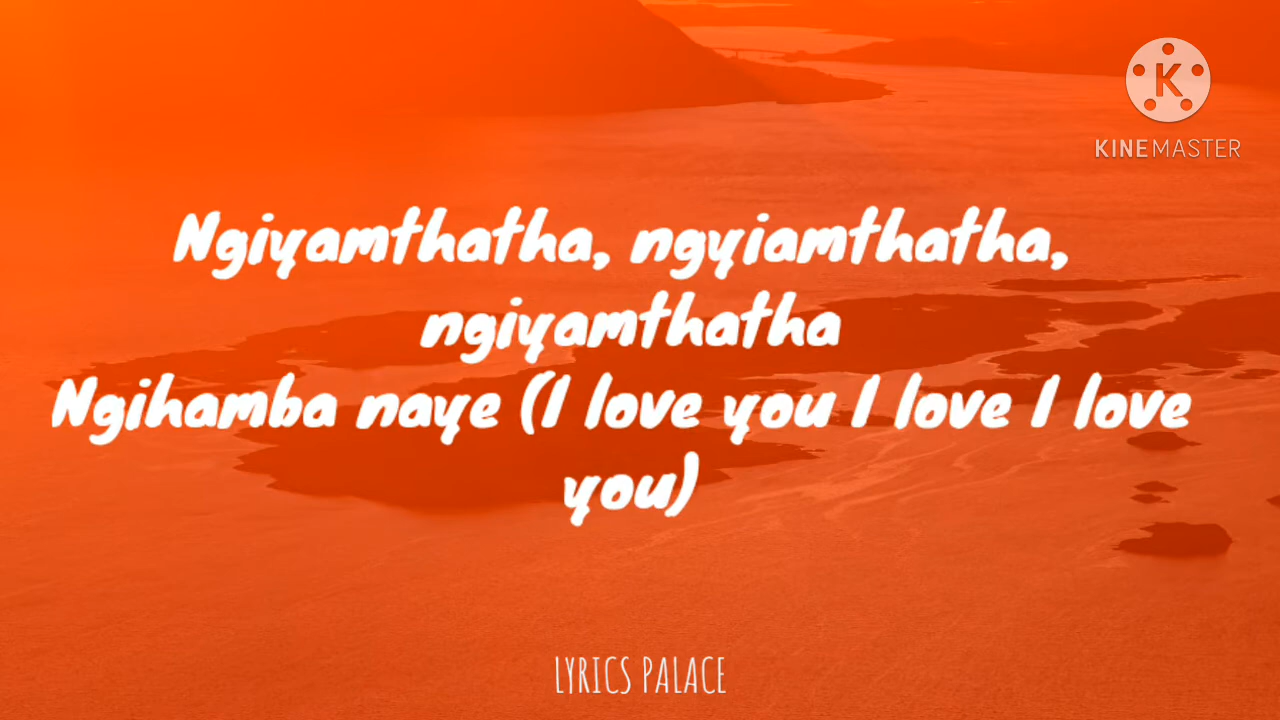 K
KINEMASTER
Ngiyamthatha, ngyiamthatha,
ngiyamthatha
Ngihamba naye (I love you I love I love
you)
LYRICS PALACE